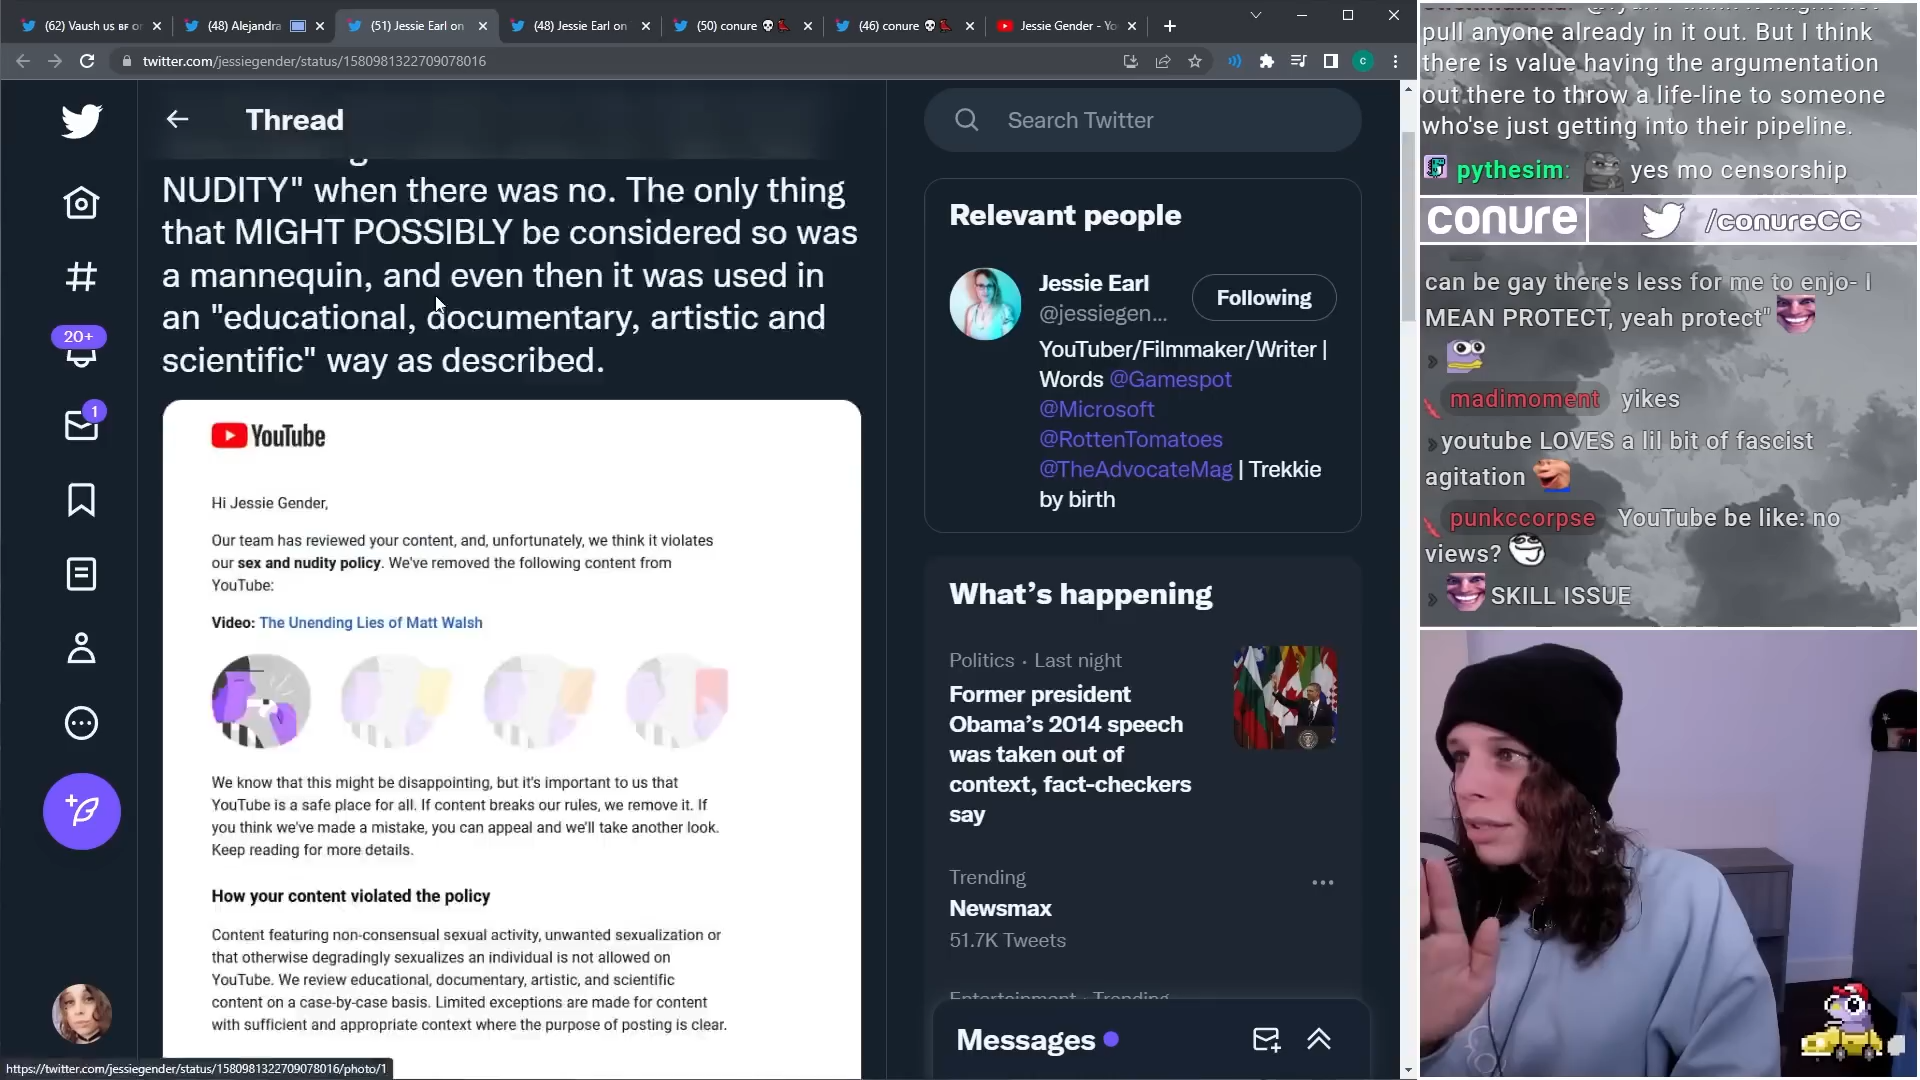 (62) Vaush us BF or
(48) Alejandra
(51) Jessie Earl on
(48) Jessie Earl on
(50) conure
(46) conure
Jessie Gender - Yo
twitter.com/jessiegender/status/1580981322709078016
Thread
NUDITY" when there was no. The only thing
that MIGHT POSSIBLY be considered so was
a mannequin, and even then it was used in
an "educational, documentary, artistic and
scientific" way as described.
YouTube
Hi Jessie Gender,
Our team has reviewed your content, and, unfortunately, we think it violates
our sex and nudity policy. We've removed the following content from
YouTube:
Video: The Unending Lies of Matt Walsh
We know that this might be disappointing, but it's important to us that
YouTube is a safe place for all. If content breaks our rules, we remove it. If
you think we've made a mistake, you can appeal and we'll take another look.
Keep reading for more details.
How your content violated the policy
Content featuring non-consensual sexual activity, unwanted sexualization or
that otherwise degradingly sexualizes an individual is not allowed on
YouTube. We review educational, documentary, artistic, and scientific
content on a case-by-case basis. Limited exceptions are made for content
with sufficient and appropriate context where the purpose of posting is clear.
20+
1
https://twitter.com/jessiegender/status/1580981322709078016/photo/1
Search Twitter
Relevant people
Jessie Earl
@jessiegen...
Following
YouTuber/Filmmaker/Writer |
Words @Gamespot
@Microsoft
@RottenTomatoes
@TheAdvocateMag | Trekkie
by birth
What's happening
Politics · Last night
Former president
Obama's 2014 speech
was taken out of
context, fact-checkers
say
Trending
Newsmax
51.7K Tweets
Entertainment · Trending
Messages
pull anyone already in it out. But I think
there is value having the argumentation
out there to throw a life-line to someone
who'se just getting into their pipeline.
pythesim: yes mo censorship
conure /conureCC
can be gay there's less for me to enjo- I
MEAN PROTECT, yeah protect"
madimoment yikes
youtube LOVES a lil bit of fascist
agitation
punkccorpse YouTube be like: no
views?
SKILL ISSUE